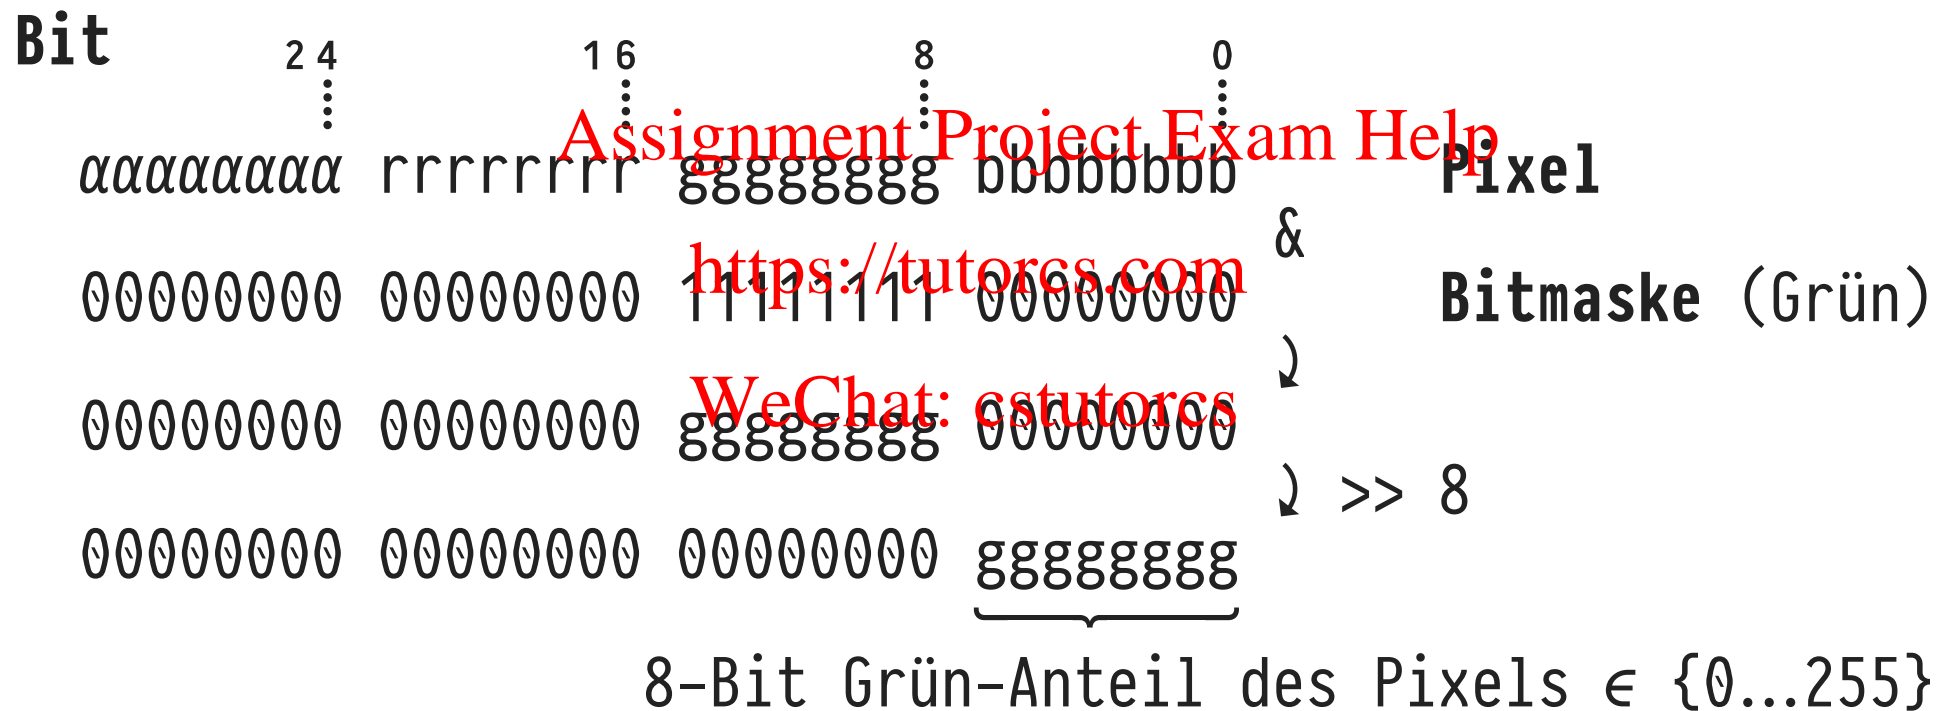 Bit 24 16 8 0
Assignment Project Exam Help
αααααααα rrrrrrrr gggggggg bbbbbbbb Pixel
&
https://tutorcs.com
00000000 00000000 11111111 00000000 Bitmaske (Grün)
WeChat: cstutorcs
00000000 00000000 gggggggg 00000000
>> 8
00000000 00000000 00000000 gggggggg
8-Bit Grün-Anteil des Pixels ∈ {0...255}